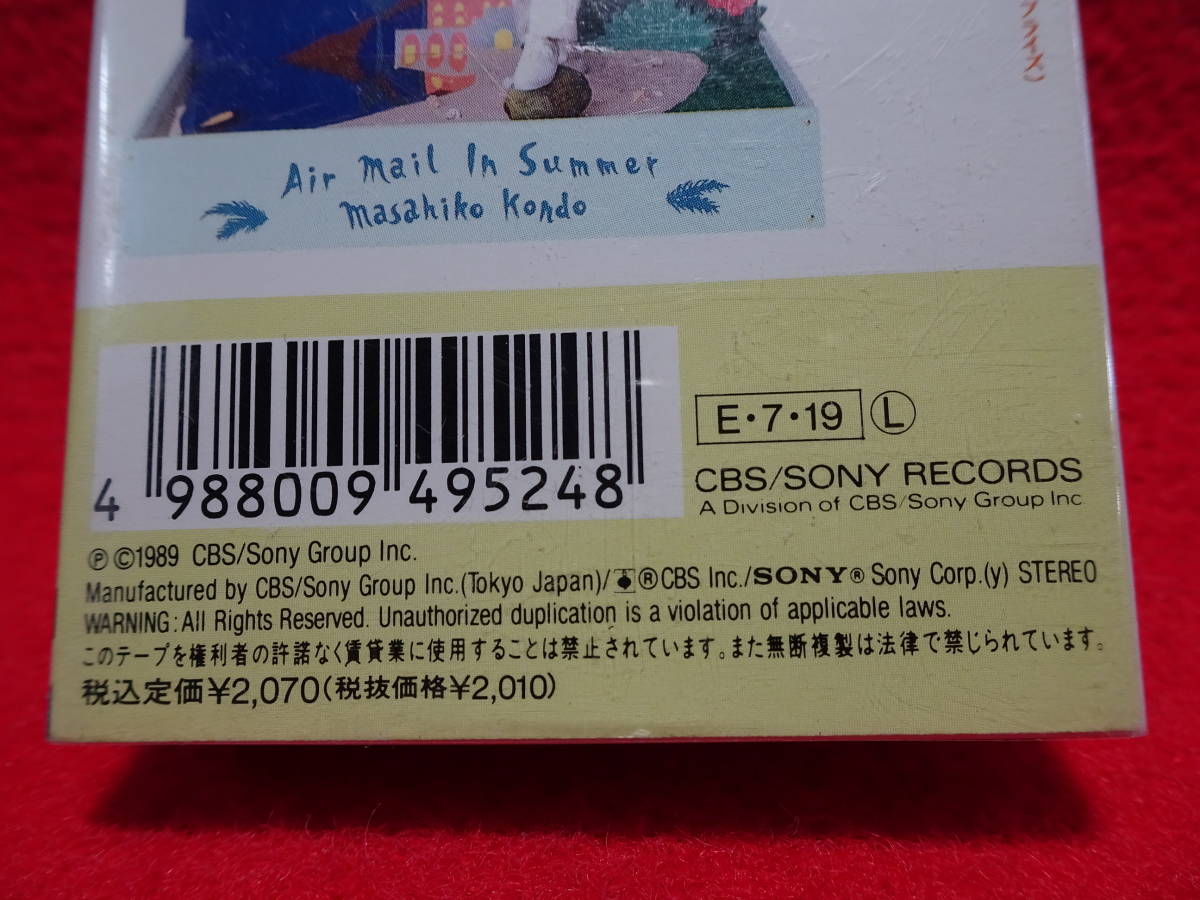 Air Mail In Summer
Masahiko Kondo
4 988009 495248
E・7・19 Ⓛ
CBS/SONY RECORDS
A Division of CBS/Sony Group Inc
℗©1989 CBS/Sony Group Inc.
Manufactured by CBS/Sony Group Inc.(Tokyo Japan)/®CBS Inc./SONY® Sony Corp.(y) STEREO
WARNING:All Rights Reserved. Unauthorized duplication is a violation of applicable laws.
このテープを権利者の許諾なく賃貸業に使用することは禁止されています。また無断複製は法律で禁じられています。
税込定価¥2,070(税抜価格¥2,010)